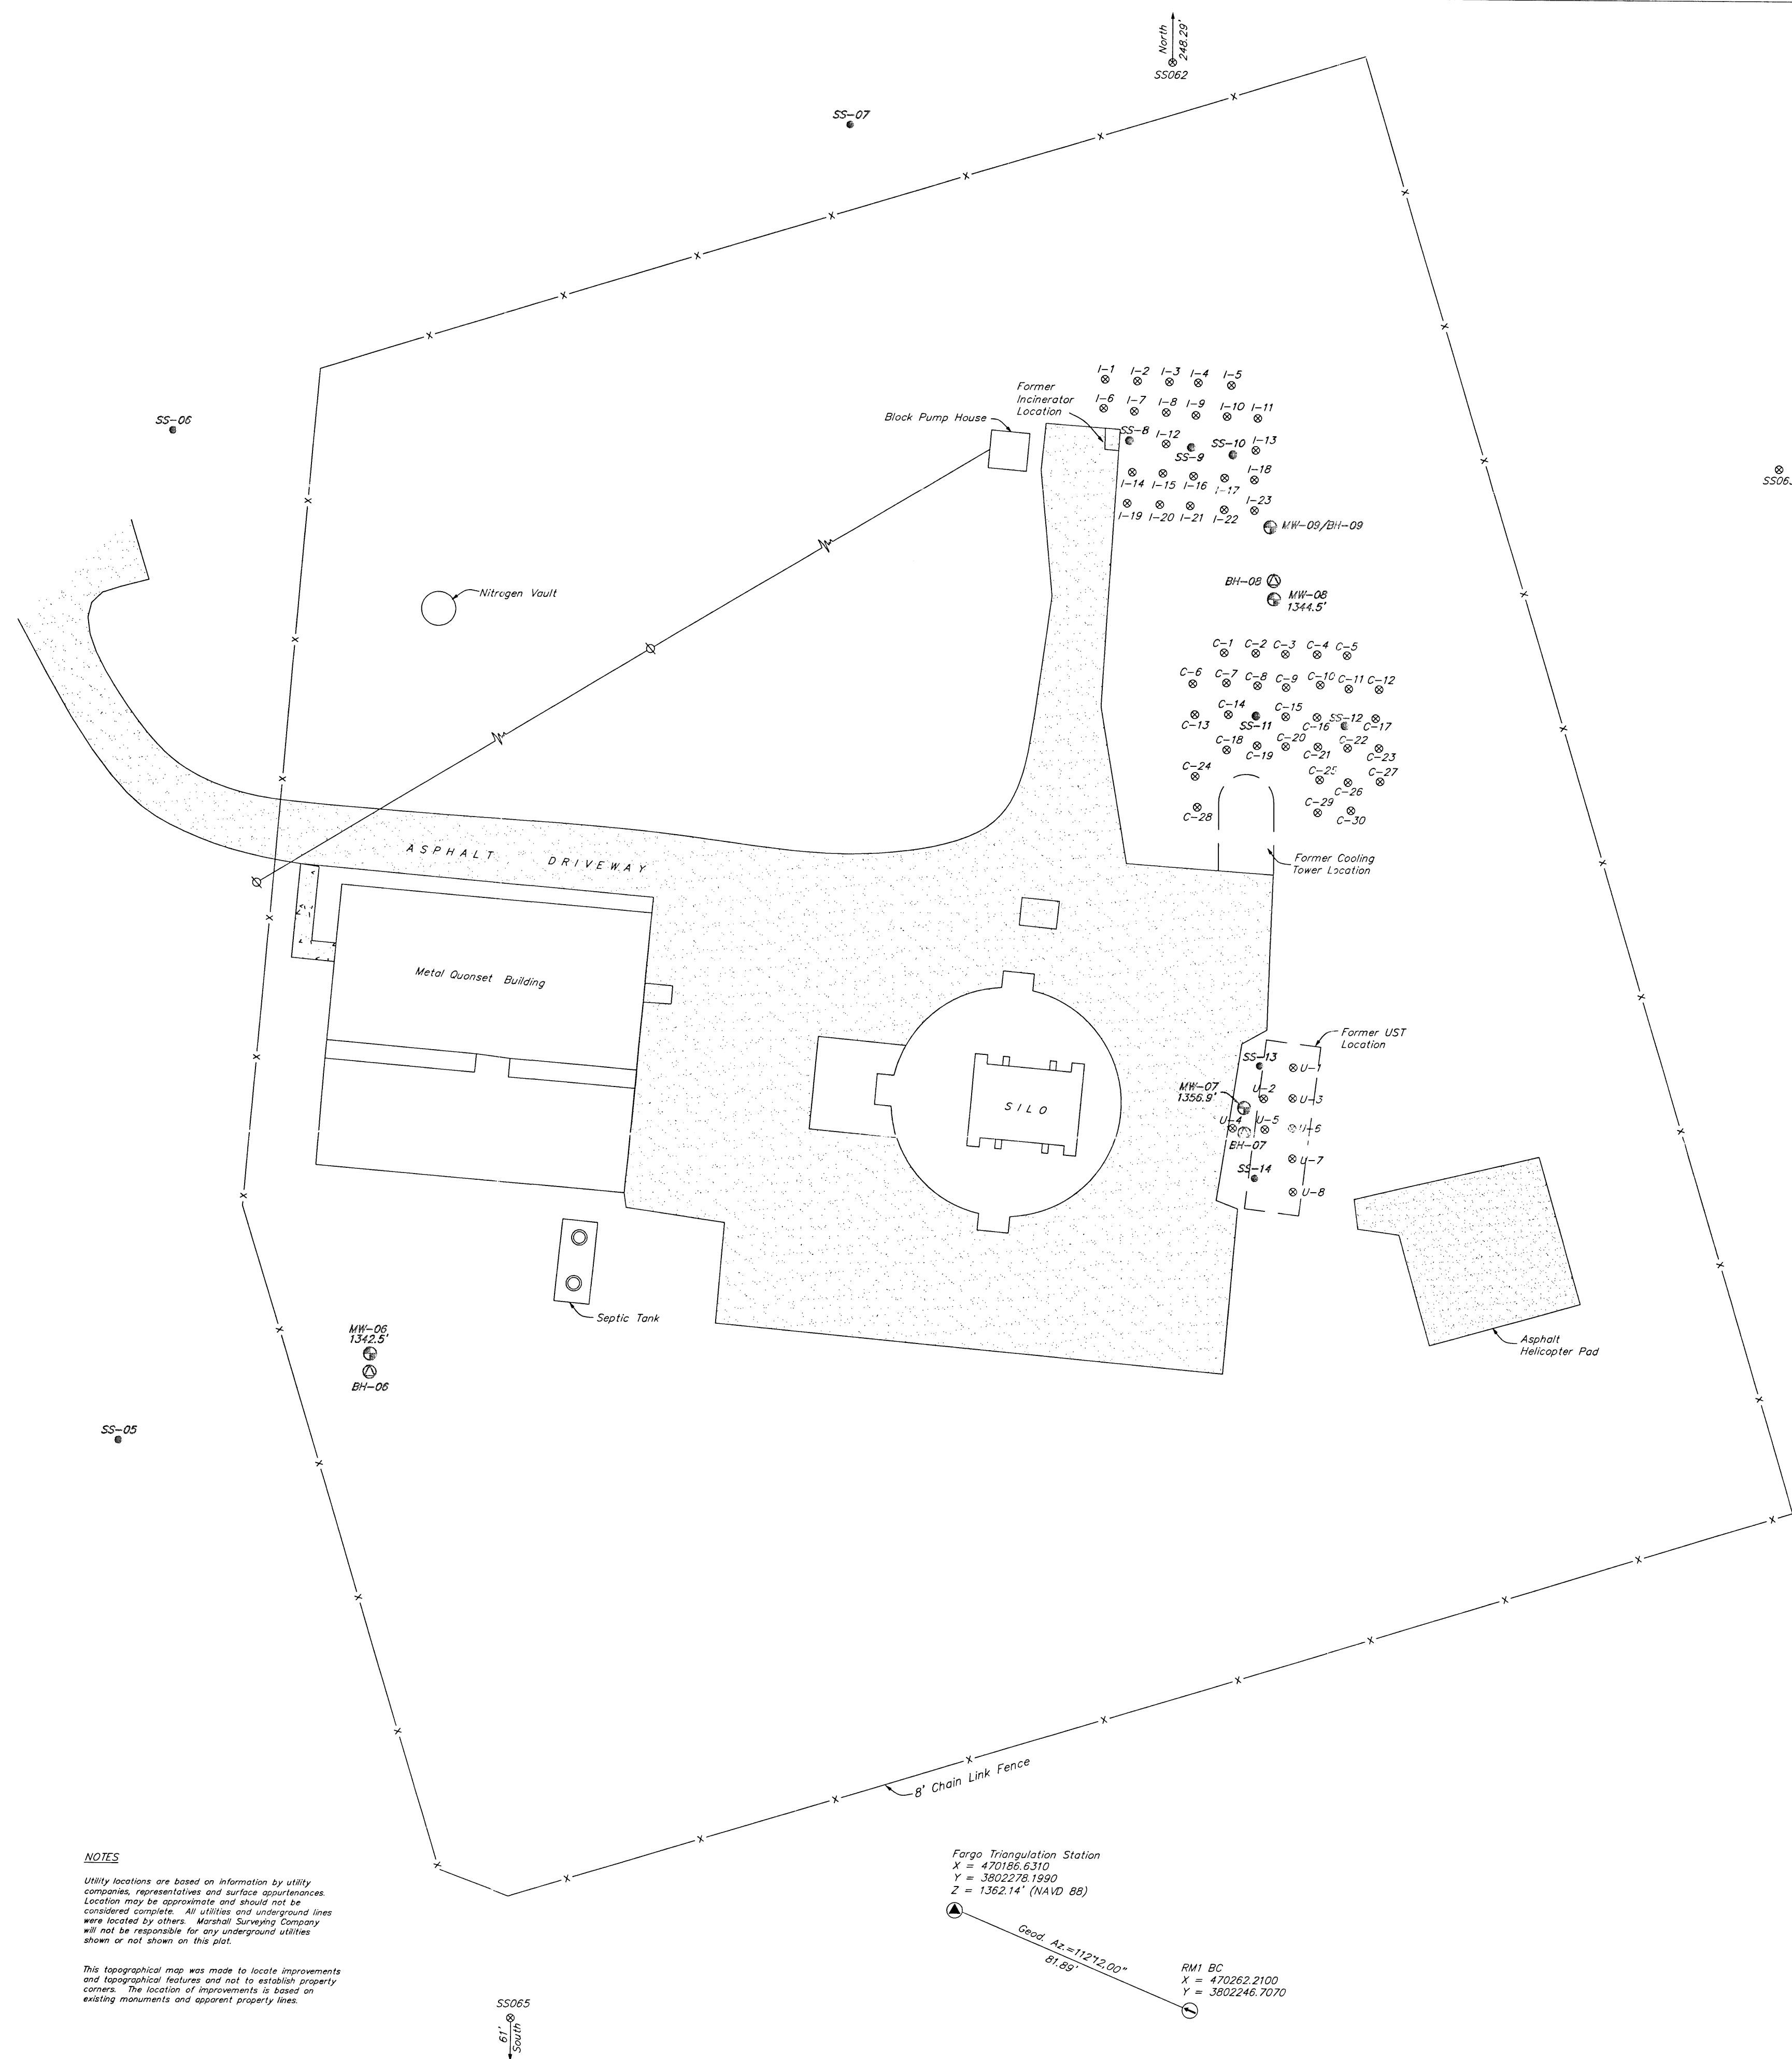 North
248.29'
SS062
SS-07
SS-06
I-1 I-2 I-3 I-4 I-5
Former
Incinerator
Location
I-6 I-7 I-8 I-9 I-10 I-11
Block Pump House
SS-8 I-12 SS-10 I-13
SS-9
I-18
I-14 I-15 I-16 I-17
I-23
I-19 I-20 I-21 I-22
MW-09/BH-09
BH-08
MW-08
1344.5'
Nitrogen Vault
C-1 C-2 C-3 C-4 C-5
C-6 C-7 C-8 C-9 C-10 C-11 C-12
C-14 C-15 SS-12
C-13 SS-11 C-16 C-17
C-18 C-20 C-22
C-19 C-21 C-23
C-24 C-25 C-27
C-26
C-29
C-28 C-30
Former Cooling
Tower Location
ASPHALT DRIVEWAY
Metal Quonset Building
SILO
Former UST
Location
SS-13
U-1
MW-07
1356.9'
U-2
U-3
U-4 U-5 U-6
BH-07
SS-14 U-7
U-8
Septic Tank
Asphalt
Helicopter Pad
MW-06
1342.5'
BH-06
SS-05
8' Chain Link Fence
NOTES
Utility locations are based on information by utility
companies, representatives and surface appurtenances.
Location may be approximate and should not be
considered complete. All utilities and underground lines
were located by others. Marshall Surveying Company
will not be responsible for any underground utilities
shown or not shown on this plat.
This topographical map was made to locate improvements
and topographical features and not to establish property
corners. The location of improvements is based on
existing monuments and apparent property lines.
Fargo Triangulation Station
X = 470186.6310
Y = 3802278.1990
Z = 1362.14' (NAVD 88)
Geod. Az.=112°12'00"
81.89'
RM1 BC
X = 470262.2100
Y = 3802246.7070
SS065
61'
South